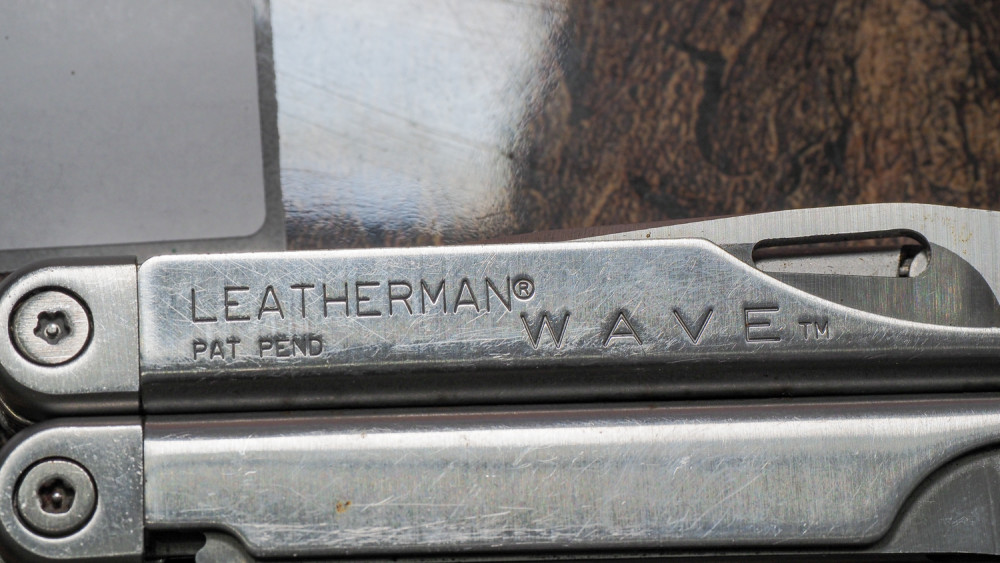 LEATHERMAN®
WAVE™
PAT PEND